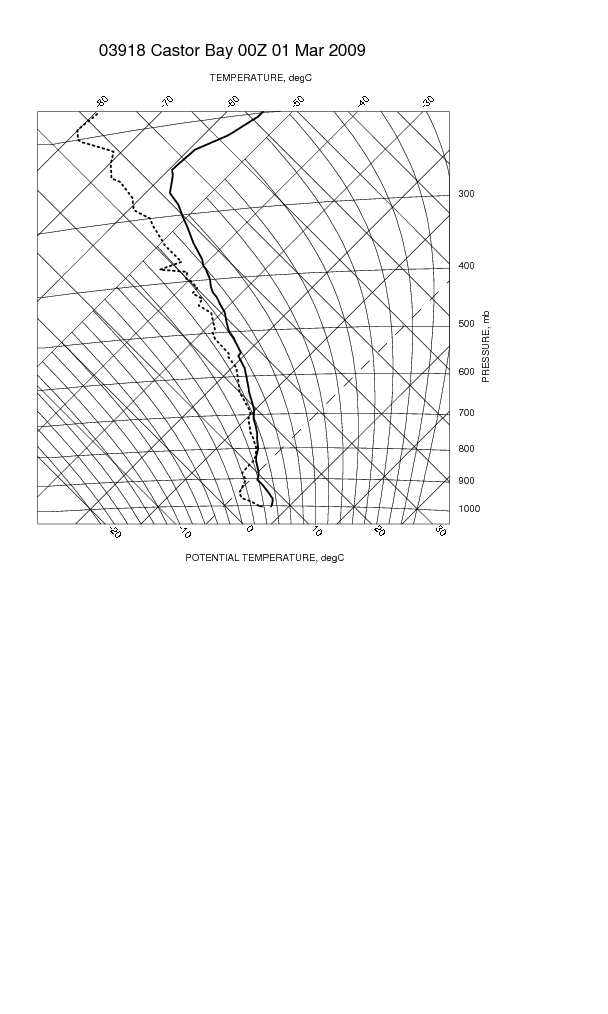 03918 Castor Bay 00Z 01 Mar 2009
TEMPERATURE, degC
-80 -70 -60 -50 -40 -30
300
400
500
600
700
800
900
1000
PRESSURE, mb
-20 -10 0 10 20 30
POTENTIAL TEMPERATURE, degC